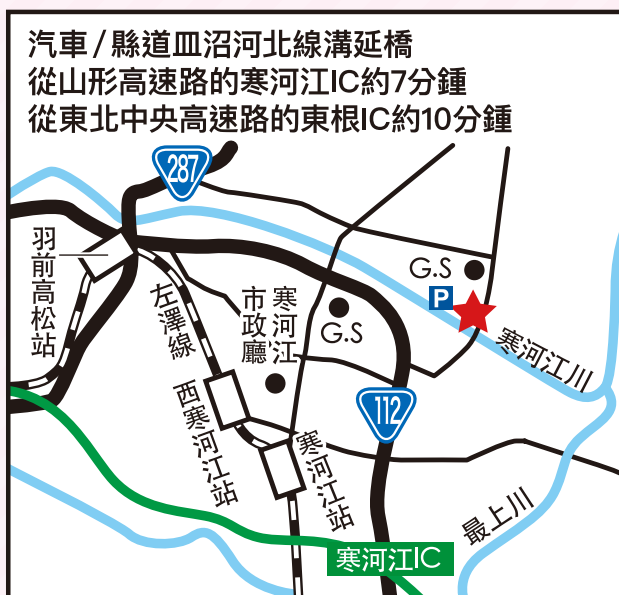 汽車/縣道皿沼河北線溝延橋
從山形高速路的寒河江IC約7分鍾
從東北中央高速路的東根IC約10分鍾
287
羽前高松站
左澤線
寒河江
市政廳
G.S
G.S
P
寒河江川
西寒河江站
112
寒河江站
最上川
寒河江IC